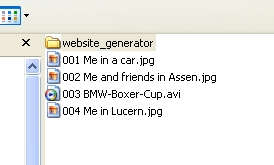 website_generator
001 Me in a car.jpg
002 Me and friends in Assen.jpg
003 BMW-Boxer-Cup.avi
004 Me in Lucern.jpg